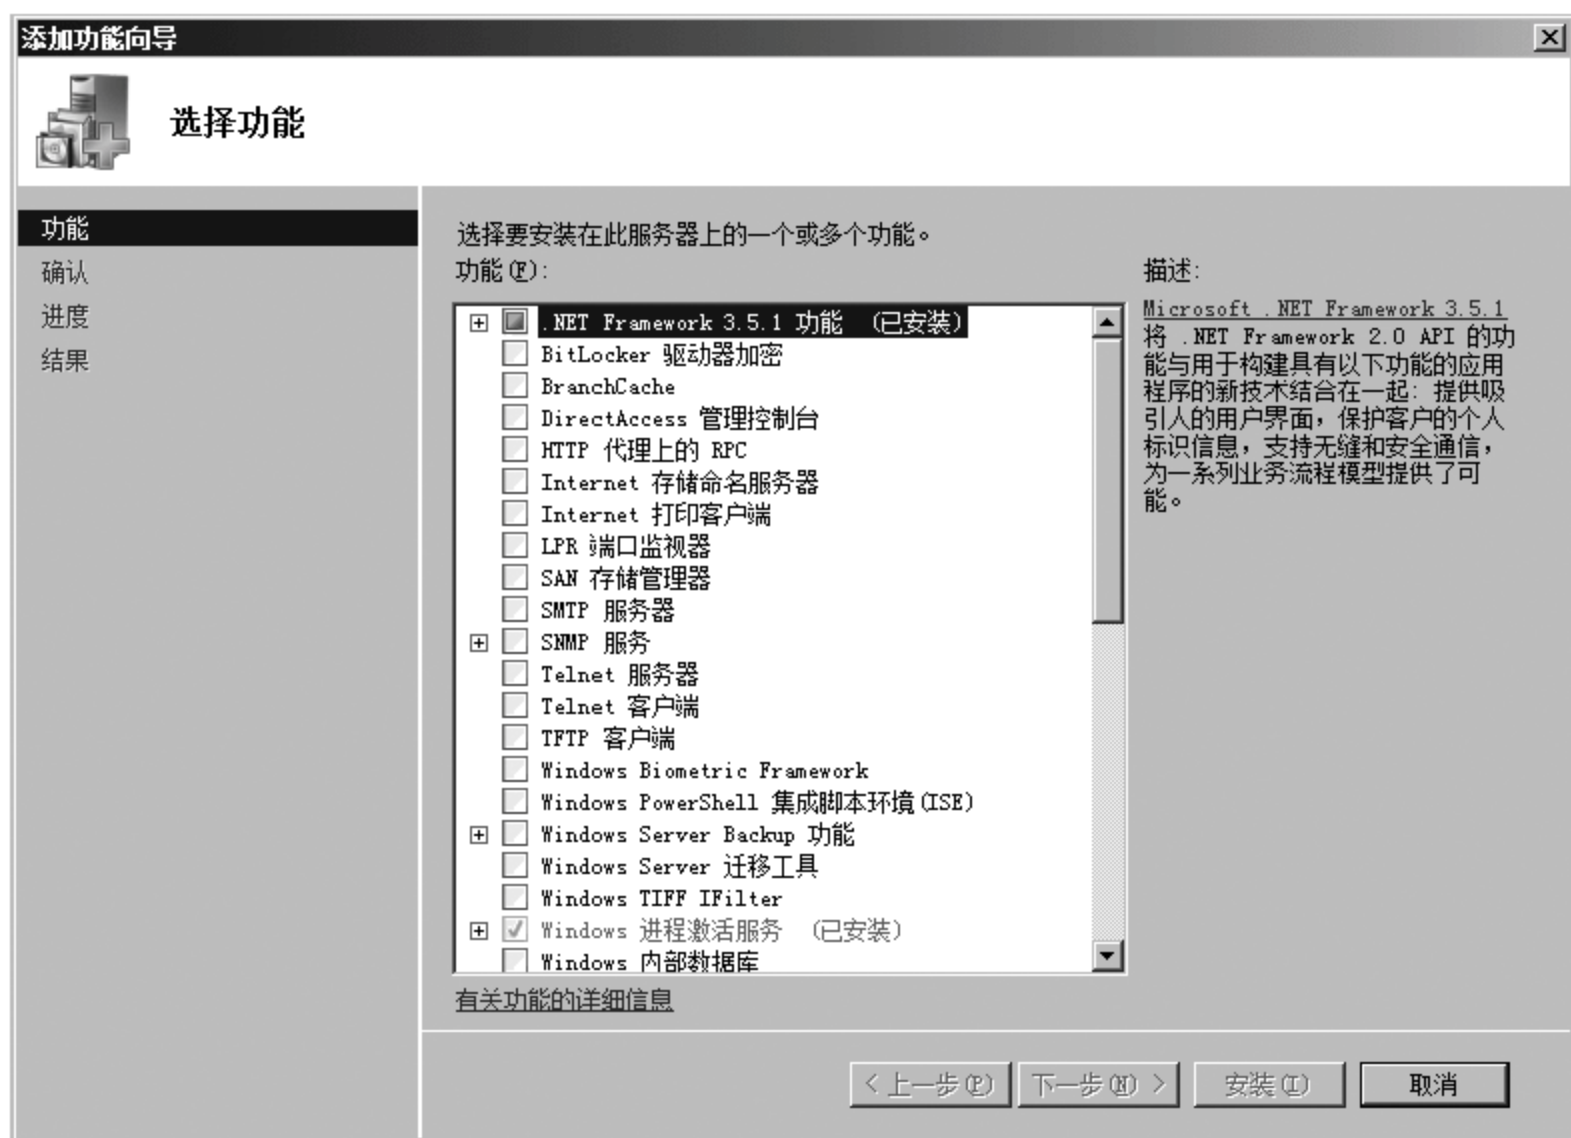 添加功能向导
选择功能
功能
确认
进度
结果
选择要安装在此服务器上的一个或多个功能。
功能(F):
.NET Framework 3.5.1 功能 (已安装)
BitLocker 驱动器加密
BranchCache
DirectAccess 管理控制台
HTTP 代理上的 RPC
Internet 存储命名服务器
Internet 打印客户端
LPR 端口监视器
SAN 存储管理器
SMTP 服务器
SNMP 服务
Telnet 服务器
Telnet 客户端
TFTP 客户端
Windows Biometric Framework
Windows PowerShell 集成脚本环境(ISE)
Windows Server Backup 功能
Windows Server 迁移工具
Windows TIFF IFilter
Windows 进程激活服务 (已安装)
Windows 内部数据库
有关功能的详细信息
描述:
Microsoft .NET Framework 3.5.1
将 .NET Framework 2.0 API 的功
能与用于构建具有以下功能的应用
程序的新技术结合在一起: 提供吸
引人的用户界面，保护客户的个人
标识信息，支持无缝和安全通信，
为一系列业务流程模型提供了可
能。
< 上一步(P)
下一步(N) >
安装(I)
取消